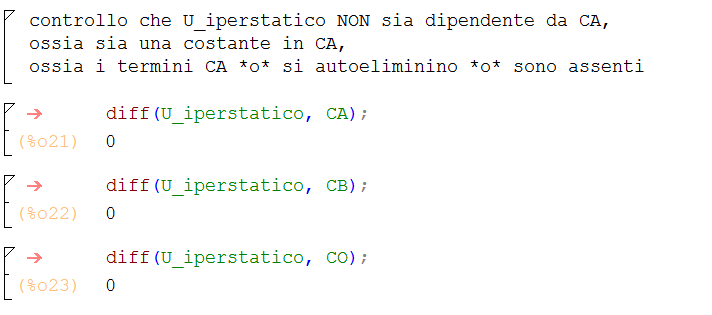 controllo che U_iperstatico NON sia dipendente da CA,
ossia sia una costante in CA,
ossia i termini CA *o* si autoeliminino *o* sono assenti
→ diff(U_iperstatico, CA);
(%o21) 0
→ diff(U_iperstatico, CB);
(%o22) 0
→ diff(U_iperstatico, CO);
(%o23) 0